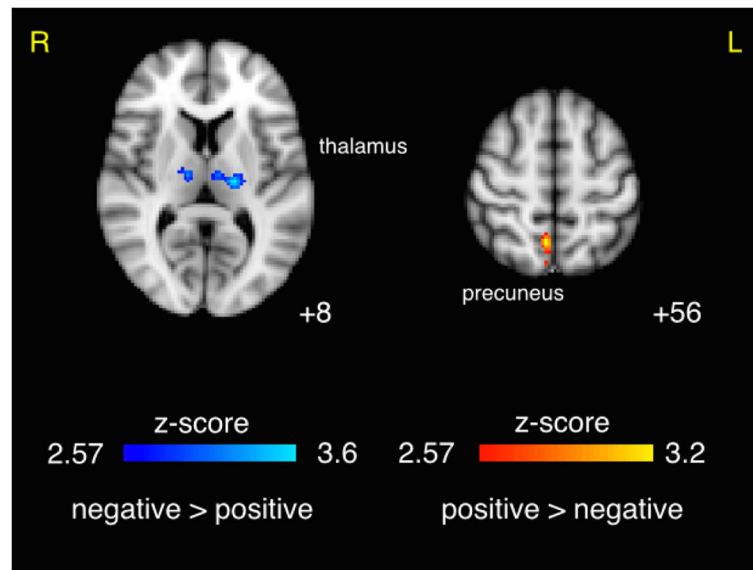 R
L
thalamus
precuneus
+8
+56
z-score
2.57
3.6
negative > positive
z-score
2.57
3.2
positive > negative